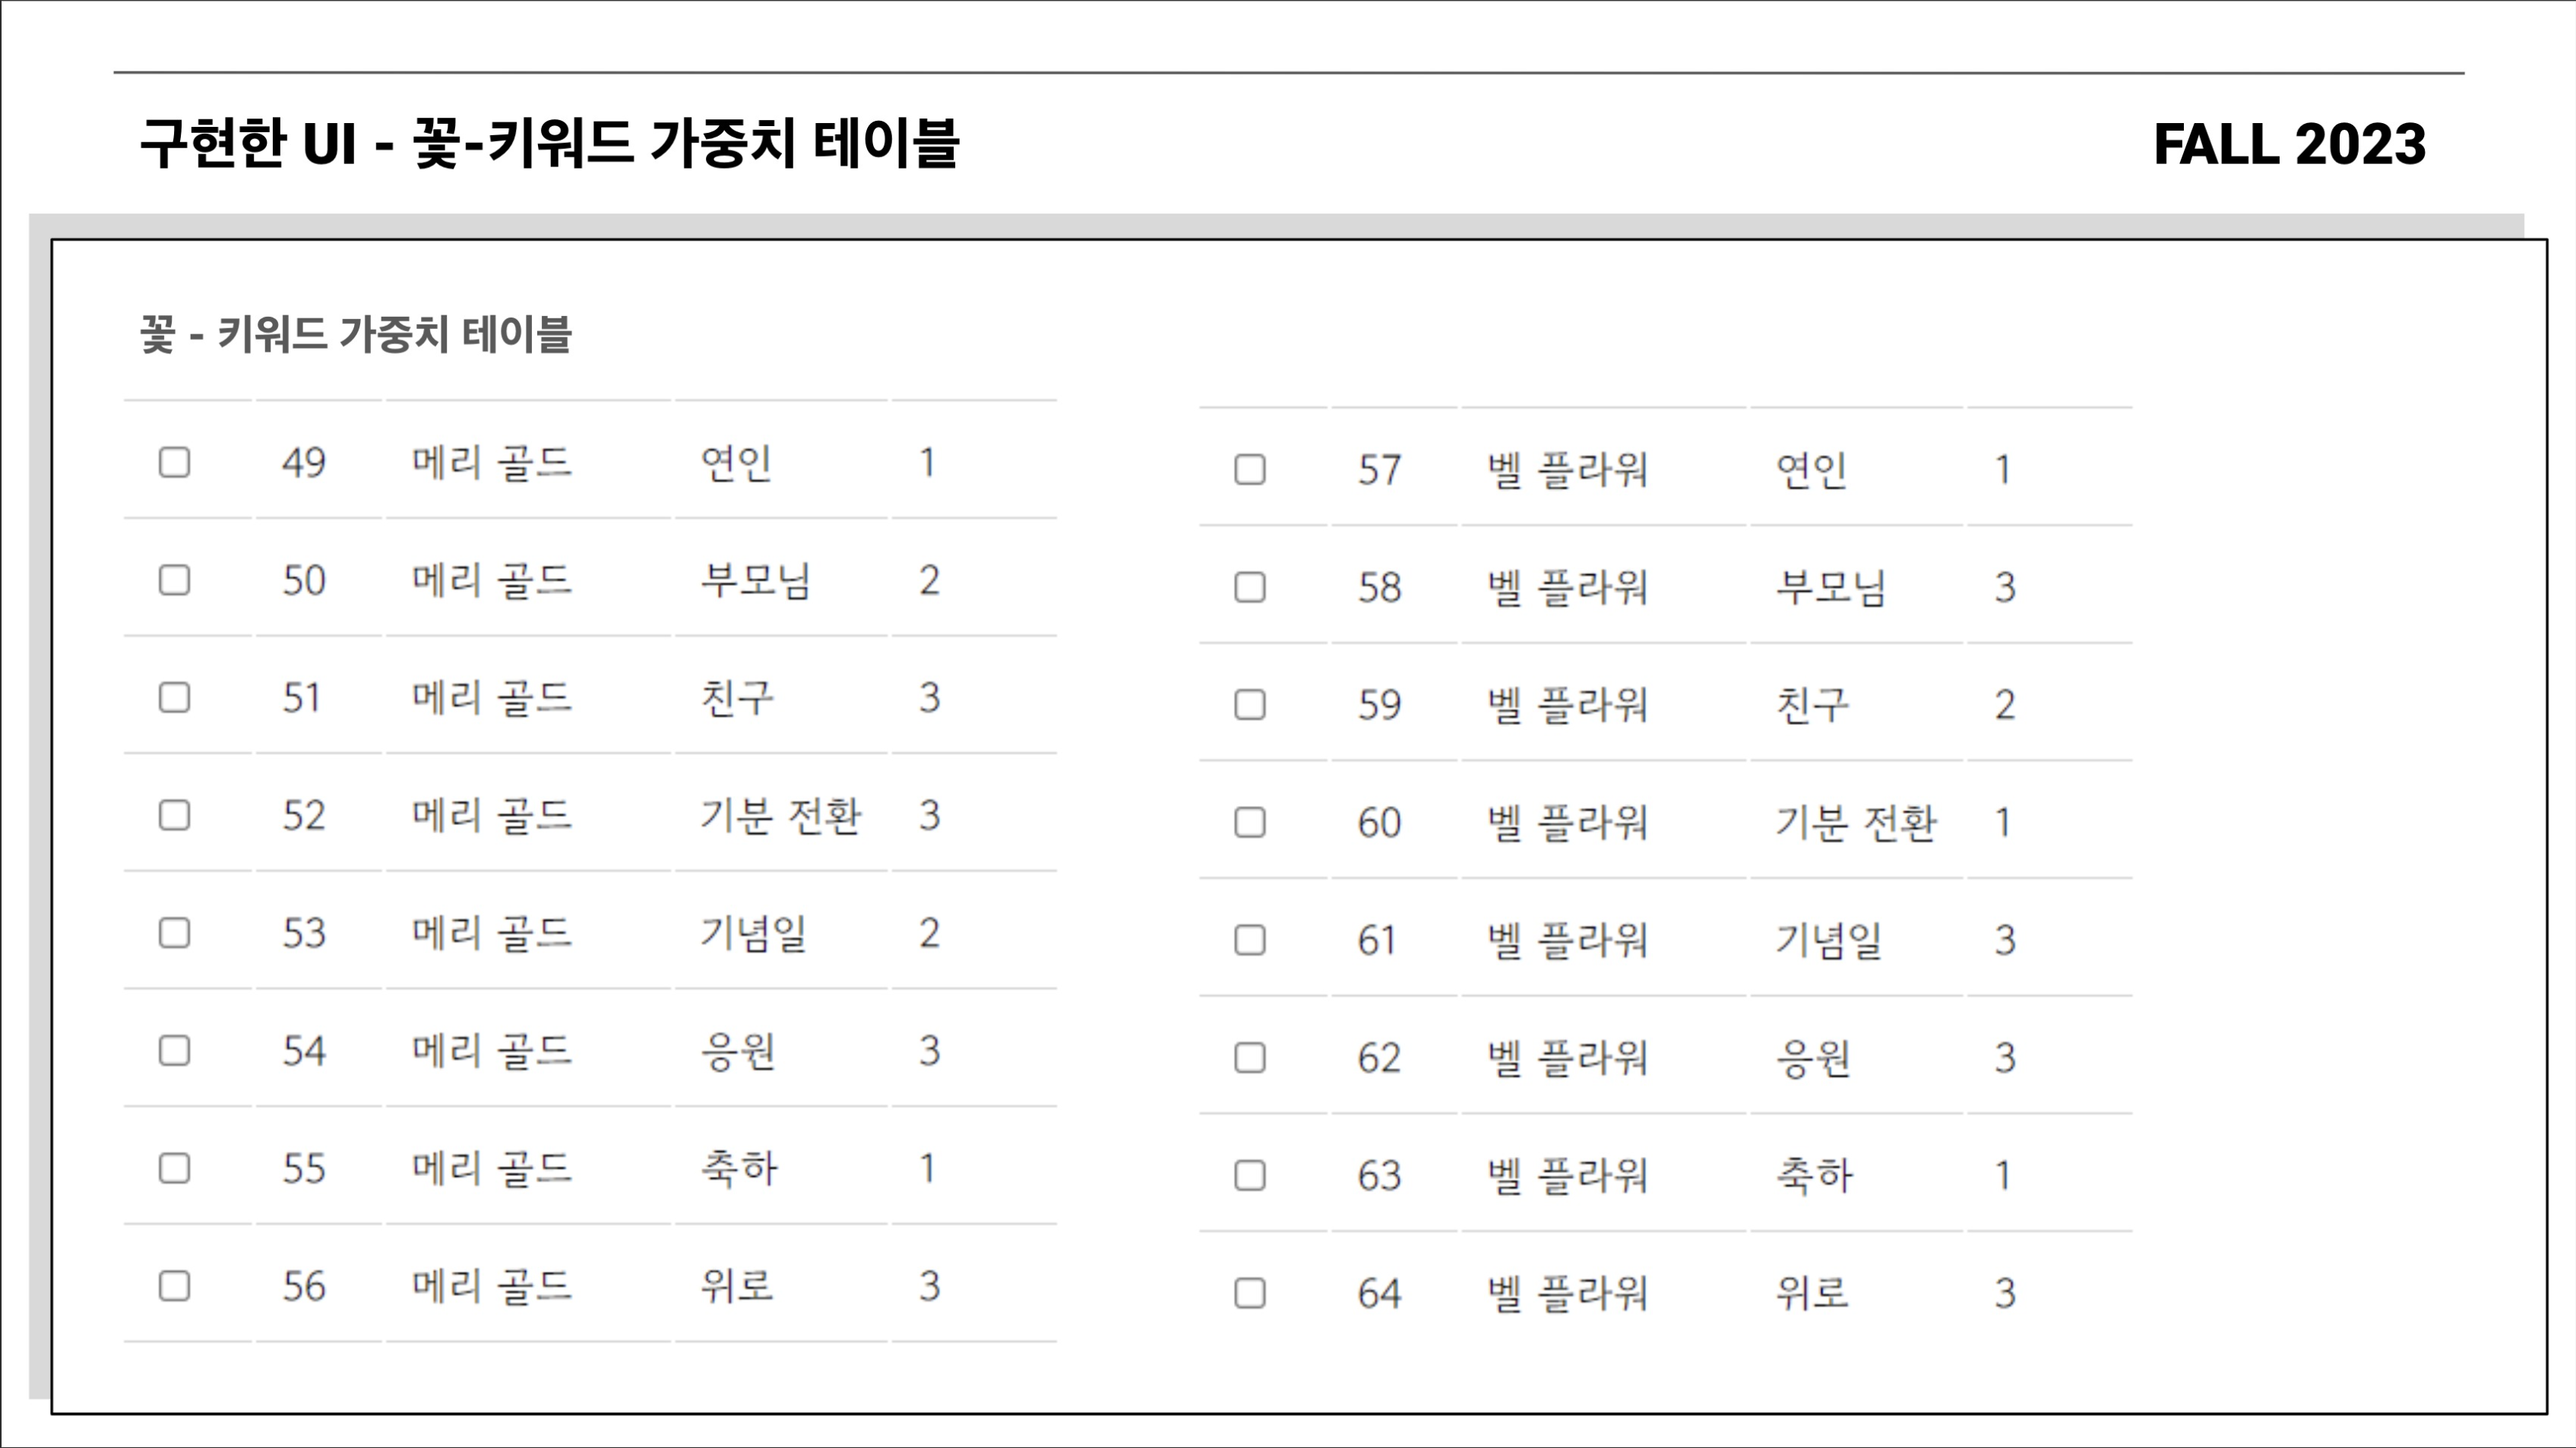 구현한 UI - 꽃-키워드 가중치 테이블
FALL 2023
꽃 - 키워드 가중치 테이블
49 메리 골드 연인 1
50 메리 골드 부모님 2
51 메리 골드 친구 3
52 메리 골드 기분 전환 3
53 메리 골드 기념일 2
54 메리 골드 응원 3
55 메리 골드 축하 1
56 메리 골드 위로 3
57 벨 플라워 연인 1
58 벨 플라워 부모님 3
59 벨 플라워 친구 2
60 벨 플라워 기분 전환 1
61 벨 플라워 기념일 3
62 벨 플라워 응원 3
63 벨 플라워 축하 1
64 벨 플라워 위로 3